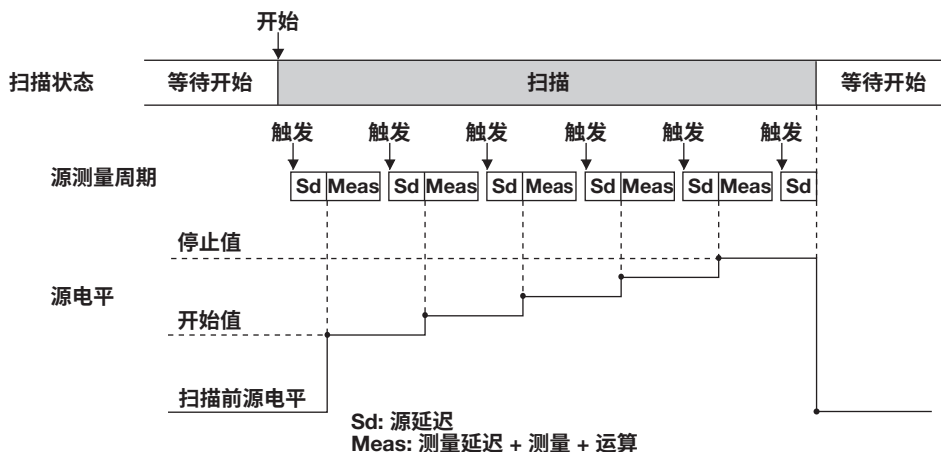 开始
扫描状态 等待开始 扫描 等待开始
触发 触发 触发 触发 触发 触发
源测量周期 Sd Meas Sd Meas Sd Meas Sd Meas Sd Meas Sd
停止值
源电平
开始值
扫描前源电平
Sd: 源延迟
Meas: 测量延迟 + 测量 + 运算